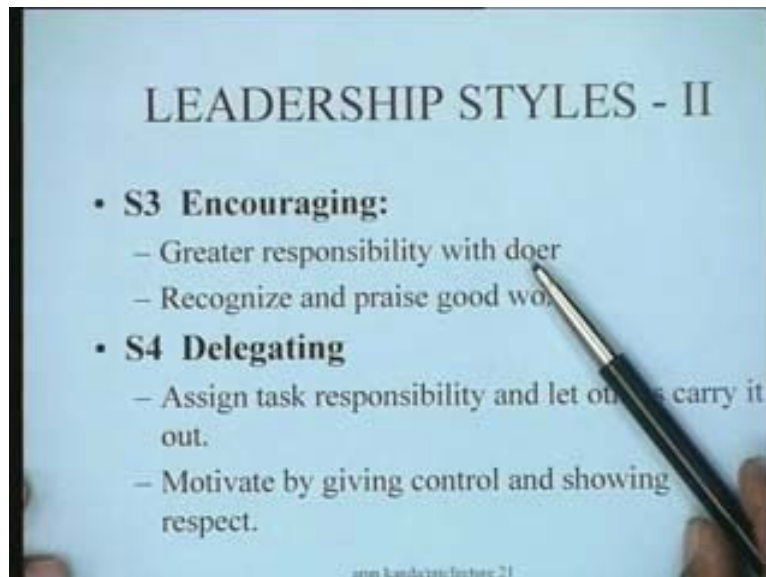 LEADERSHIP STYLES - II
• S3 Encouraging:
– Greater responsibility with doer
– Recognize and praise good
• S4 Delegating
– Assign task responsibility and let carry it
out.
– Motivate by giving control and showing
respect.